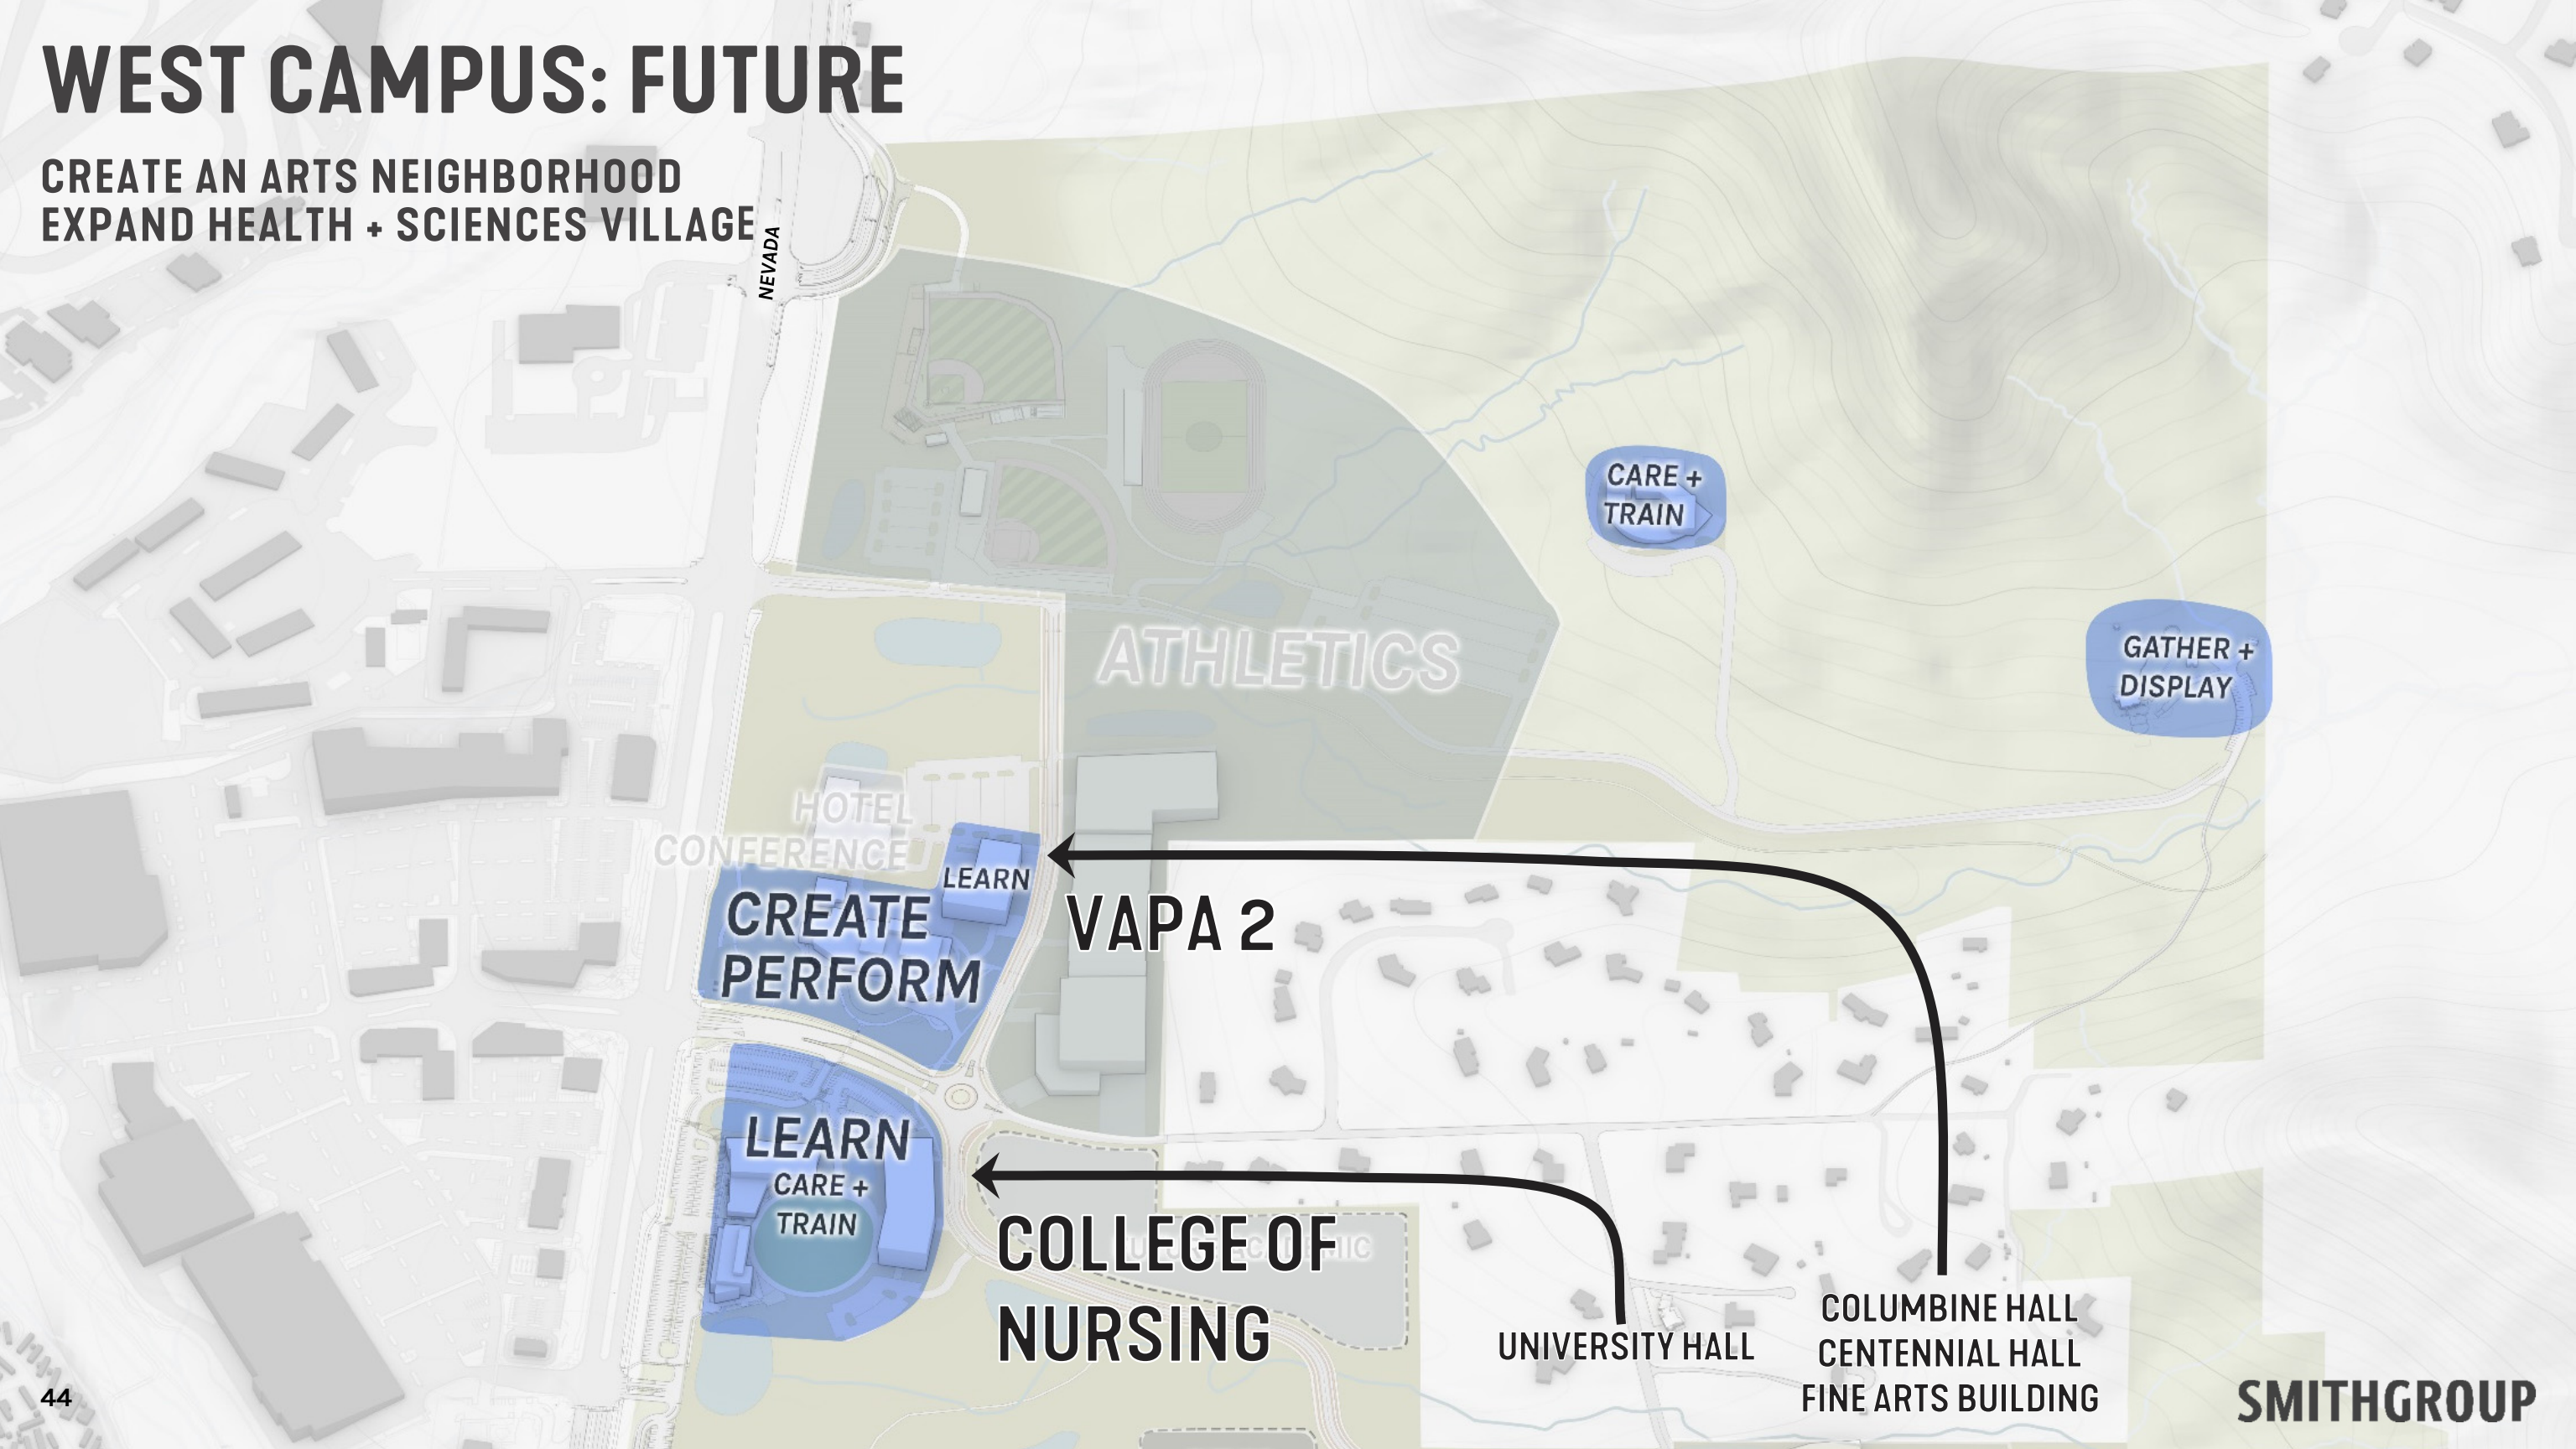 WEST CAMPUS: FUTURE
CREATE AN ARTS NEIGHBORHOOD
EXPAND HEALTH + SCIENCES VILLAGE
NEVADA
CARE +
TRAIN
ATHLETICS
GATHER +
DISPLAY
HOTEL
CONFERENCE
LEARN
CREATE
PERFORM
VAPA 2
LEARN
CARE +
TRAIN
COLLEGE OF
NURSING
UNIVERSITY HALL
COLUMBINE HALL
CENTENNIAL HALL
FINE ARTS BUILDING
44
SMITHGROUP